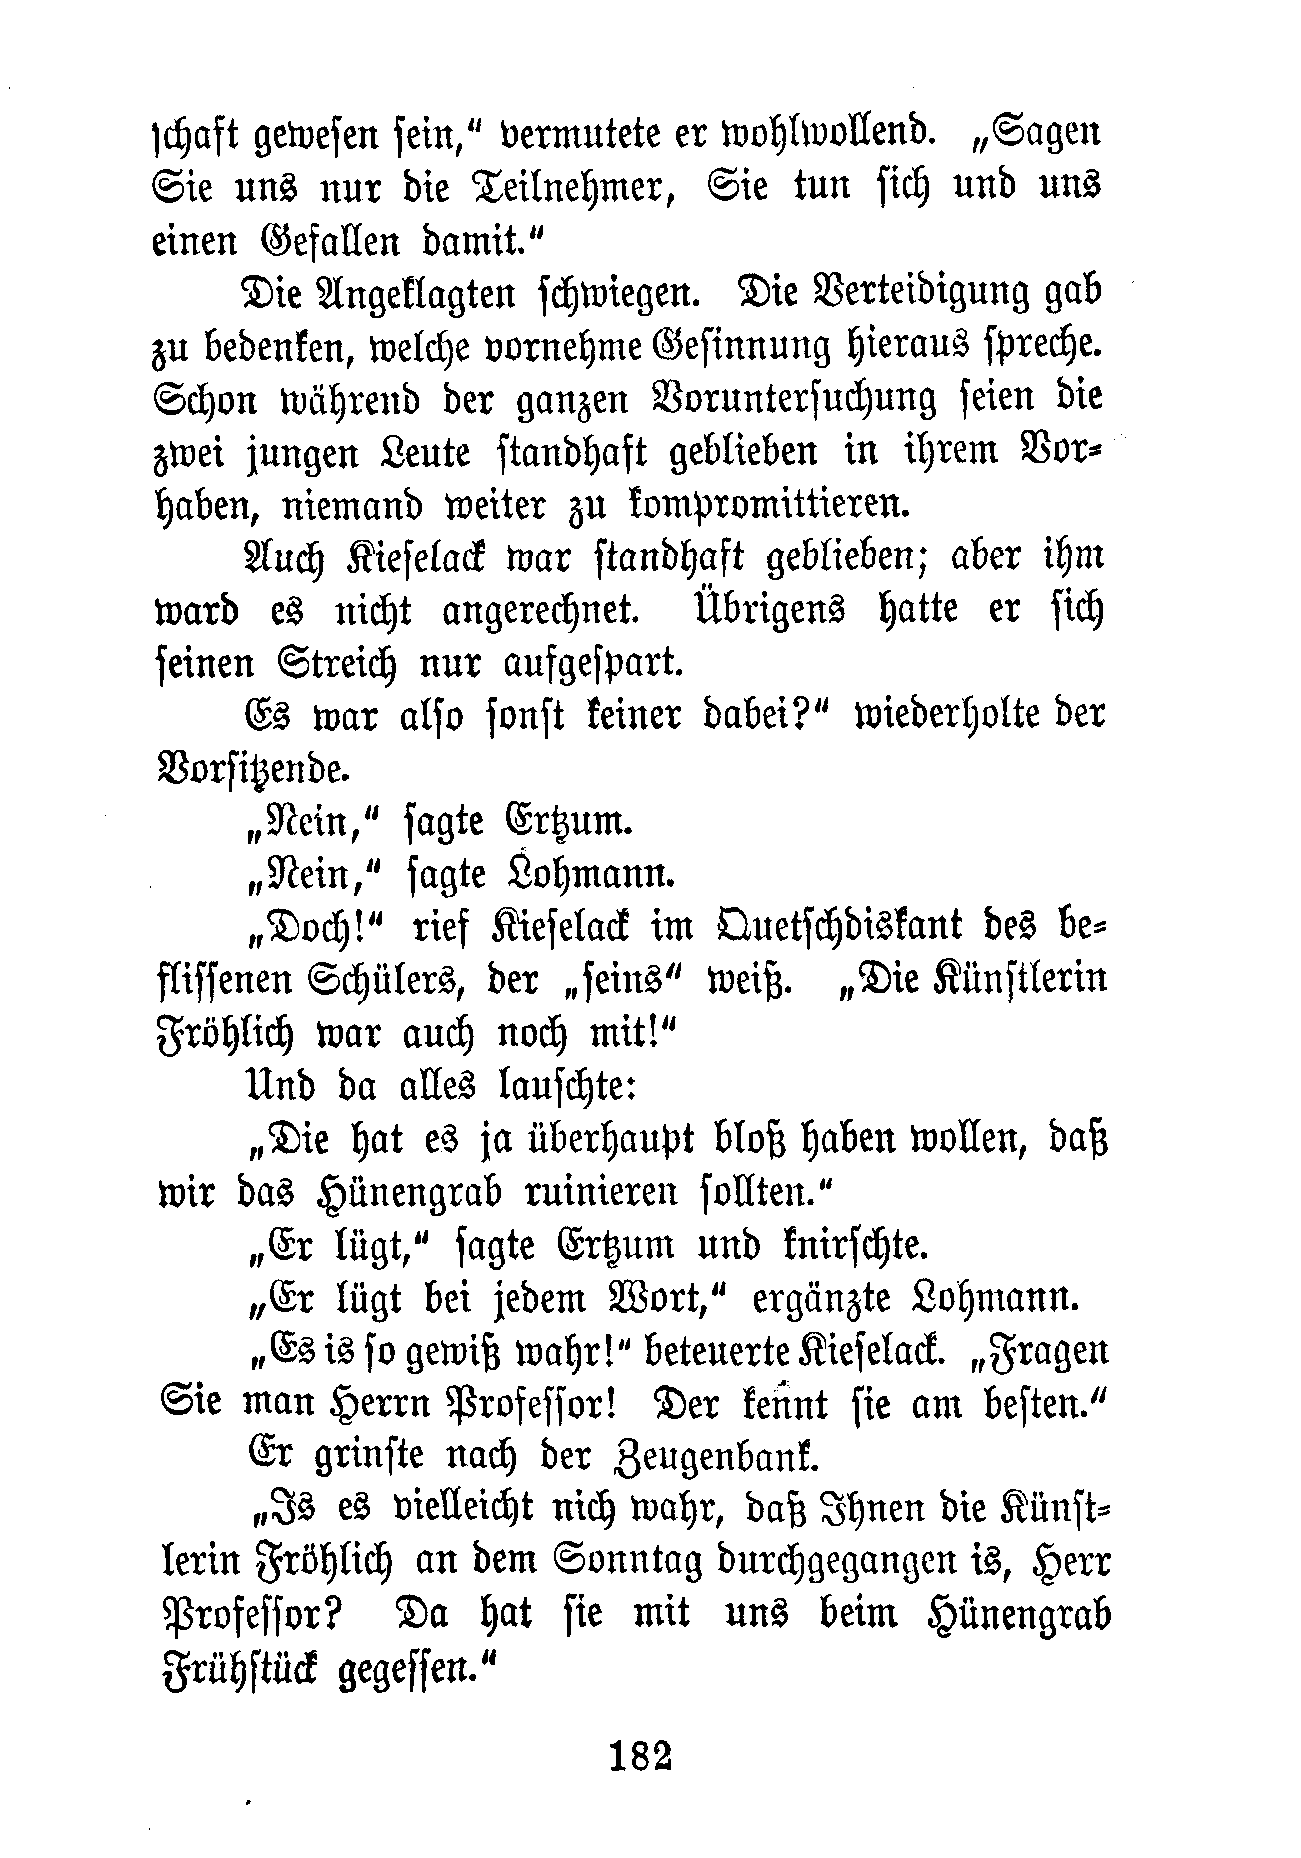 schaft gewesen sein,“ vermutete er wohlwollend. „Sagen
Sie uns nur die Teilnehmer, Sie tun sich und uns
einen Gefallen damit.“
Die Angeklagten schwiegen. Die Verteidigung gab
zu bedenken, welche vornehme Gesinnung hieraus spreche.
Schon während der ganzen Voruntersuchung seien die
zwei jungen Leute standhaft geblieben in ihrem Vor-
haben, niemand weiter zu kompromittieren.
Auch Kieselack war standhaft geblieben; aber ihm
ward es nicht angerechnet. Übrigens hatte er sich
seinen Streich nur aufgespart.
Es war also sonst keiner dabei?“ wiederholte der
Vorsitzende.
„Nein,“ sagte Ertzum.
„Nein,“ sagte Lohmann.
„Doch!“ rief Kieselack im Quetschdiskant des be-
flissenen Schülers, der „seins“ weiß. „Die Künstlerin
Fröhlich war auch noch mit!“
Und da alles lauschte:
„Die hat es ja überhaupt bloß haben wollen, daß
wir das Hünengrab ruinieren sollten.“
„Er lügt,“ sagte Ertzum und knirschte.
„Er lügt bei jedem Wort,“ ergänzte Lohmann.
„Es is so gewiß wahr!“ beteuerte Kieselack. „Fragen
Sie man Herrn Professor! Der kennt sie am besten.“
Er grinste nach der Zeugenbank.
„Is es vielleicht nich wahr, daß Ihnen die Künst-
lerin Fröhlich an dem Sonntag durchgegangen is, Herr
Professor? Da hat sie mit uns beim Hünengrab
Frühstück gegessen.“
182